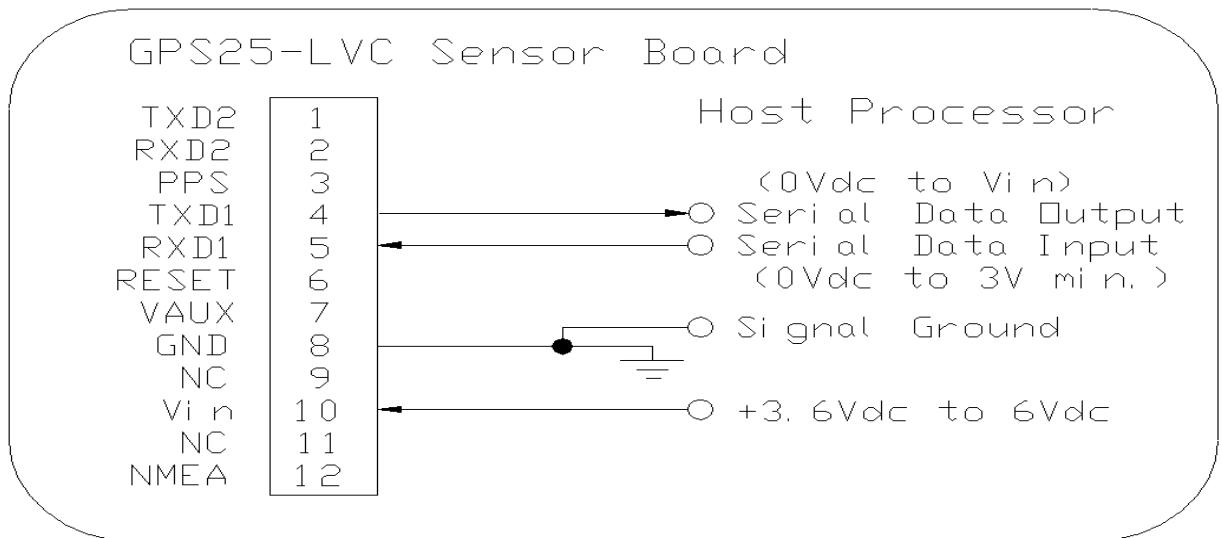 GPS25-LVC Sensor Board
Host Processor
TXD2 1
RXD2 2
PPS 3
(0Vdc to Vin)
TXD1 4 Serial Data Output
RXD1 5 Serial Data Input
RESET 6
(0Vdc to 3V min.)
VAUX 7
Signal Ground
GND 8
NC 9
Vin 10 +3.6Vdc to 6Vdc
NC 11
NMEA 12